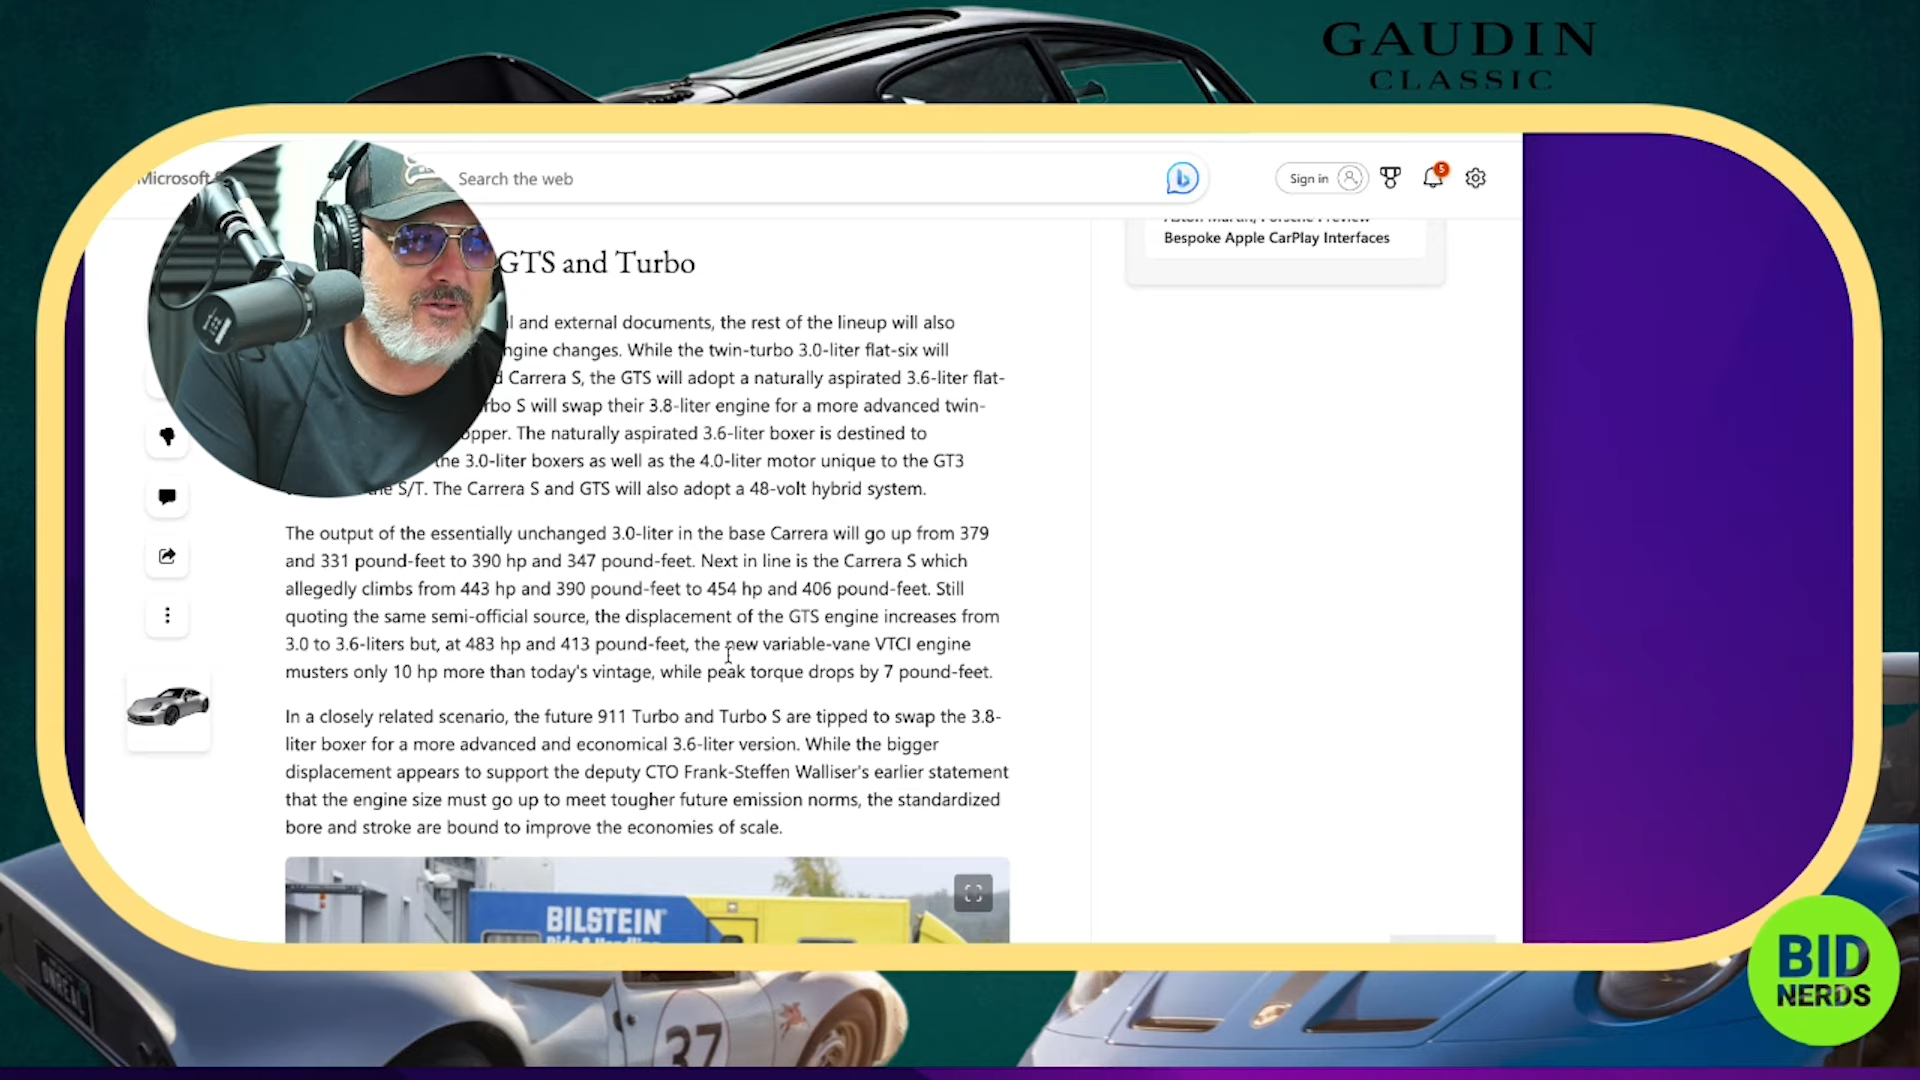 GAUDIN
CLASSIC
Microsoft
Search the web
Sign in
5
Bespoke Apple CarPlay Interfaces
GTS and Turbo
and external documents, the rest of the lineup will also
engine changes. While the twin-turbo 3.0-liter flat-six will
Carrera S, the GTS will adopt a naturally aspirated 3.6-liter flat-
rbo S will swap their 3.8-liter engine for a more advanced twin-
opper. The naturally aspirated 3.6-liter boxer is destined to
the 3.0-liter boxers as well as the 4.0-liter motor unique to the GT3
the S/T. The Carrera S and GTS will also adopt a 48-volt hybrid system.
The output of the essentially unchanged 3.0-liter in the base Carrera will go up from 379
and 331 pound-feet to 390 hp and 347 pound-feet. Next in line is the Carrera S which
allegedly climbs from 443 hp and 390 pound-feet to 454 hp and 406 pound-feet. Still
quoting the same semi-official source, the displacement of the GTS engine increases from
3.0 to 3.6-liters but, at 483 hp and 413 pound-feet, the new variable-vane VTCI engine
musters only 10 hp more than today's vintage, while peak torque drops by 7 pound-feet.
In a closely related scenario, the future 911 Turbo and Turbo S are tipped to swap the 3.8-
liter boxer for a more advanced and economical 3.6-liter version. While the bigger
displacement appears to support the deputy CTO Frank-Steffen Walliser's earlier statement
that the engine size must go up to meet tougher future emission norms, the standardized
bore and stroke are bound to improve the economies of scale.
BILSTEIN
37
BID
NERDS